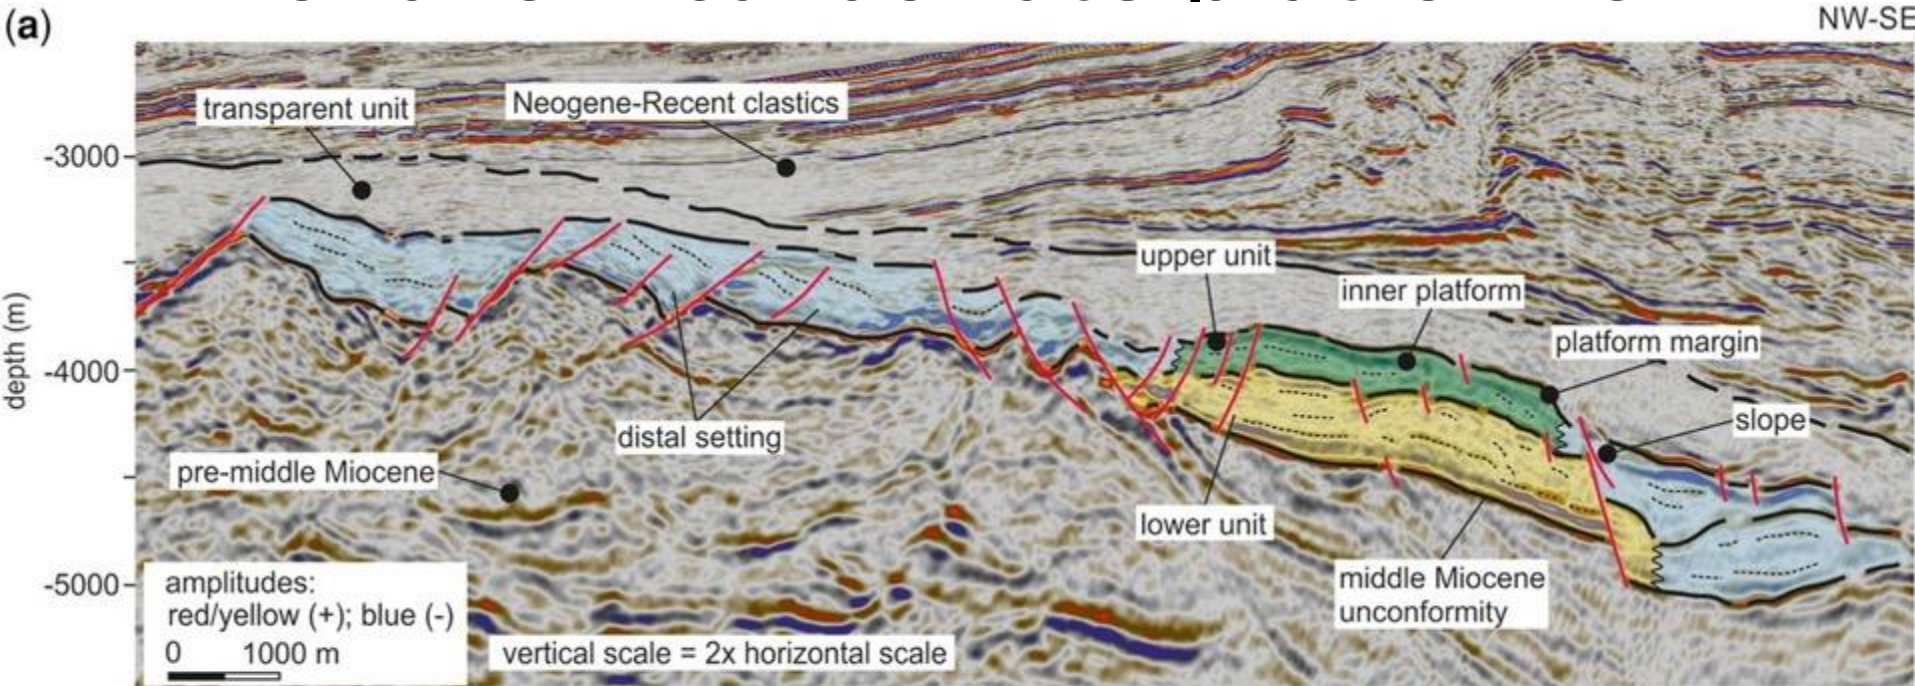 (a)
NW-SE
transparent unit
Neogene-Recent clastics
-3000
upper unit
inner platform
platform margin
depth (m)
-4000
slope
distal setting
pre-middle Miocene
lower unit
middle Miocene
unconformity
-5000
amplitudes:
red/yellow (+); blue (-)
0 1000 m
vertical scale = 2x horizontal scale